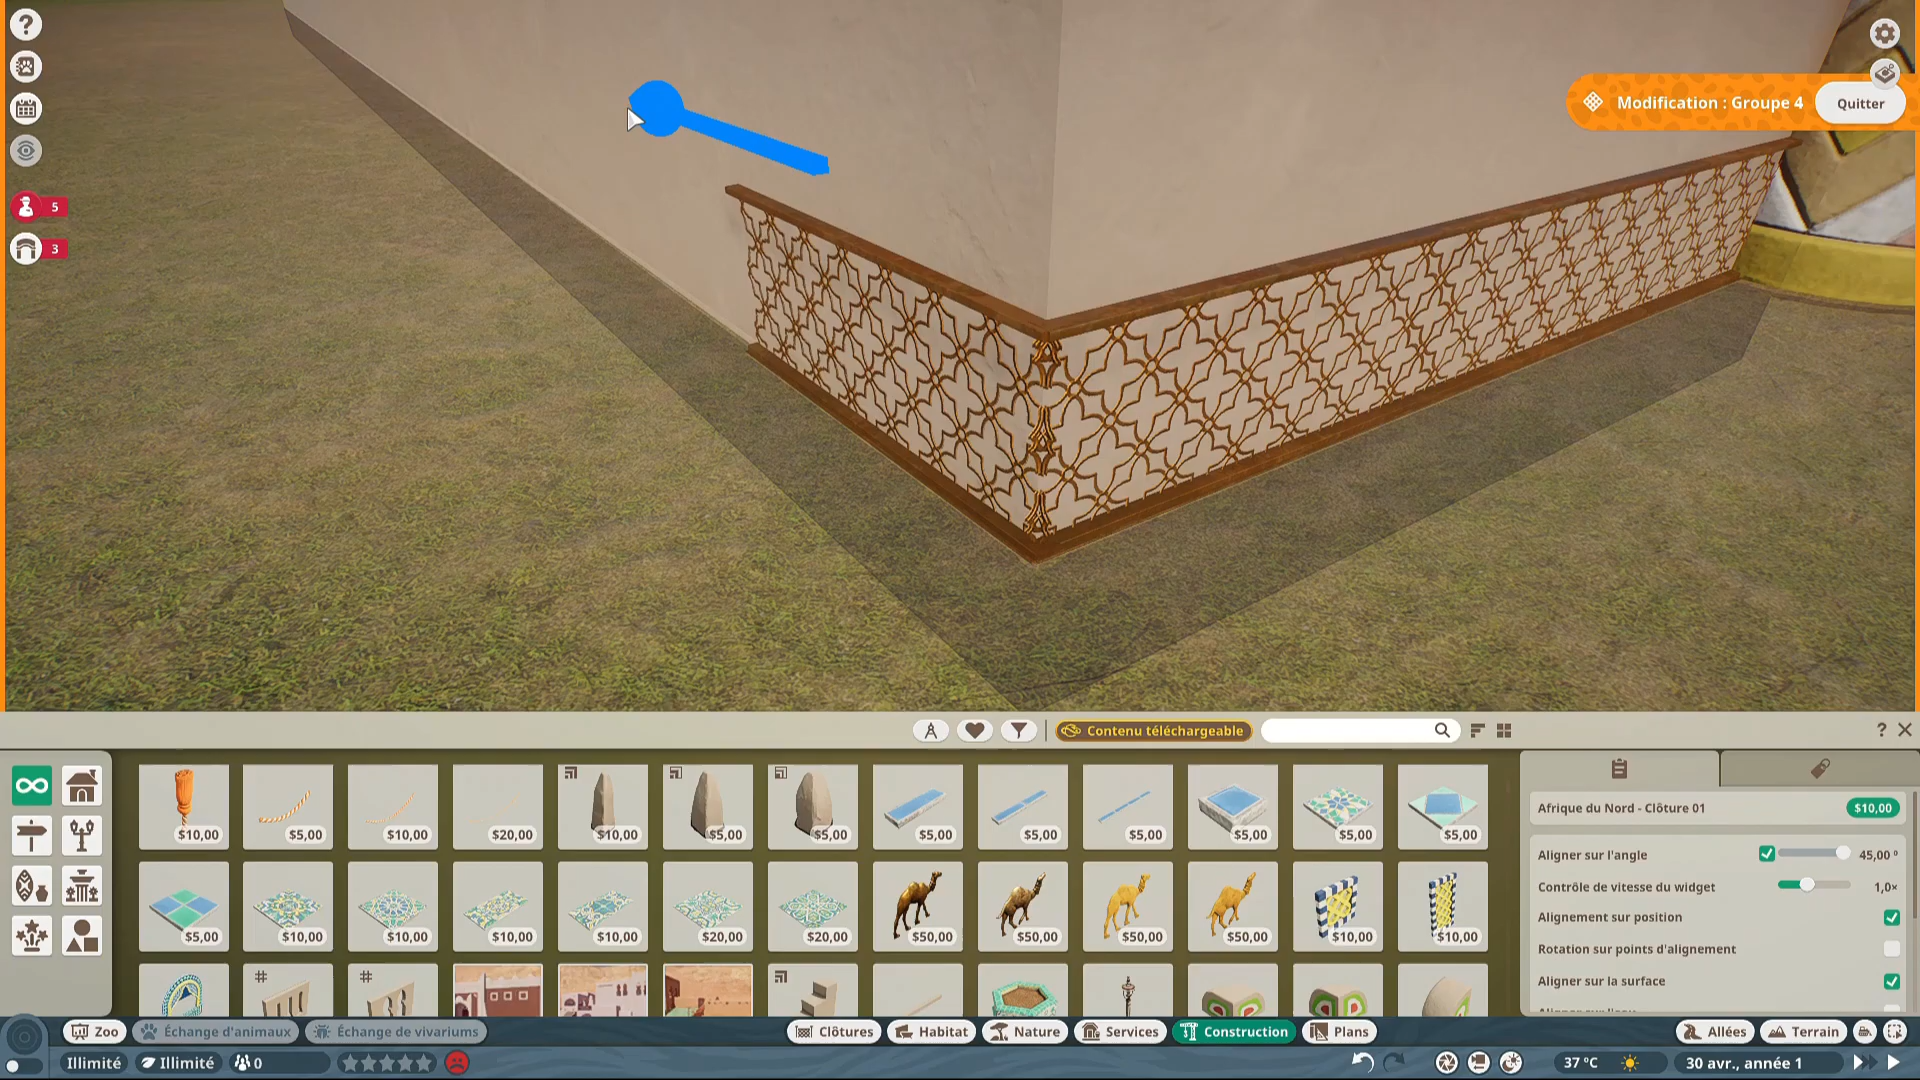 ?
Modification : Groupe 4
Quitter
5
3
Contenu téléchargeable
?
$10,00
$5,00
$10,00
$20,00
$10,00
$5,00
$5,00
$5,00
$5,00
$5,00
$5,00
$5,00
$5,00
$5,00
$10,00
$10,00
$10,00
$10,00
$20,00
$20,00
$50,00
$50,00
$50,00
$50,00
$10,00
$10,00
#
#
Afrique du Nord - Clôture 01
$10,00
Aligner sur l'angle
45,00 º
Contrôle de vitesse du widget
1,0×
Alignement sur position
Rotation sur points d'alignement
Aligner sur la surface
Zoo
Échange d'animaux
Échange de vivariums
Clôtures
Habitat
Nature
Services
Construction
Plans
Allées
Terrain
Illimité
Illimité
0
37 ºC
30 avr., année 1